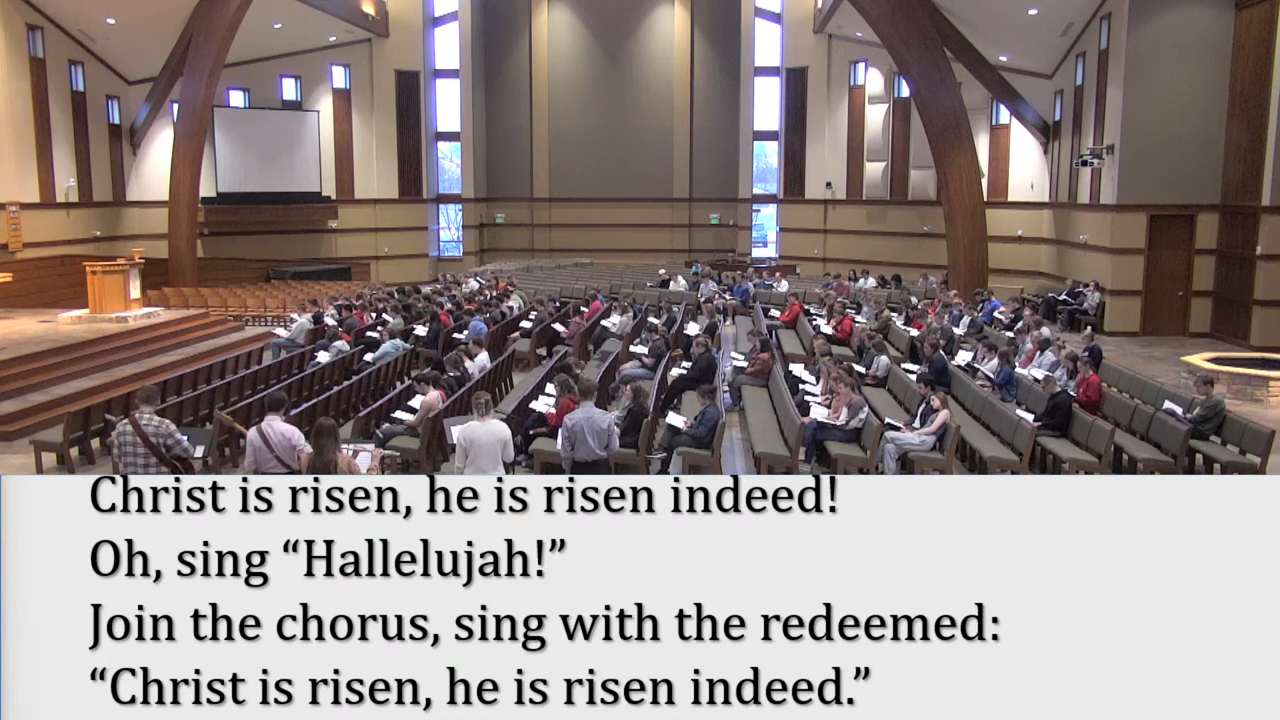 Christ is risen, he is risen indeed!
Oh, sing “Hallelujah!”
Join the chorus, sing with the redeemed:
“Christ is risen, he is risen indeed.”